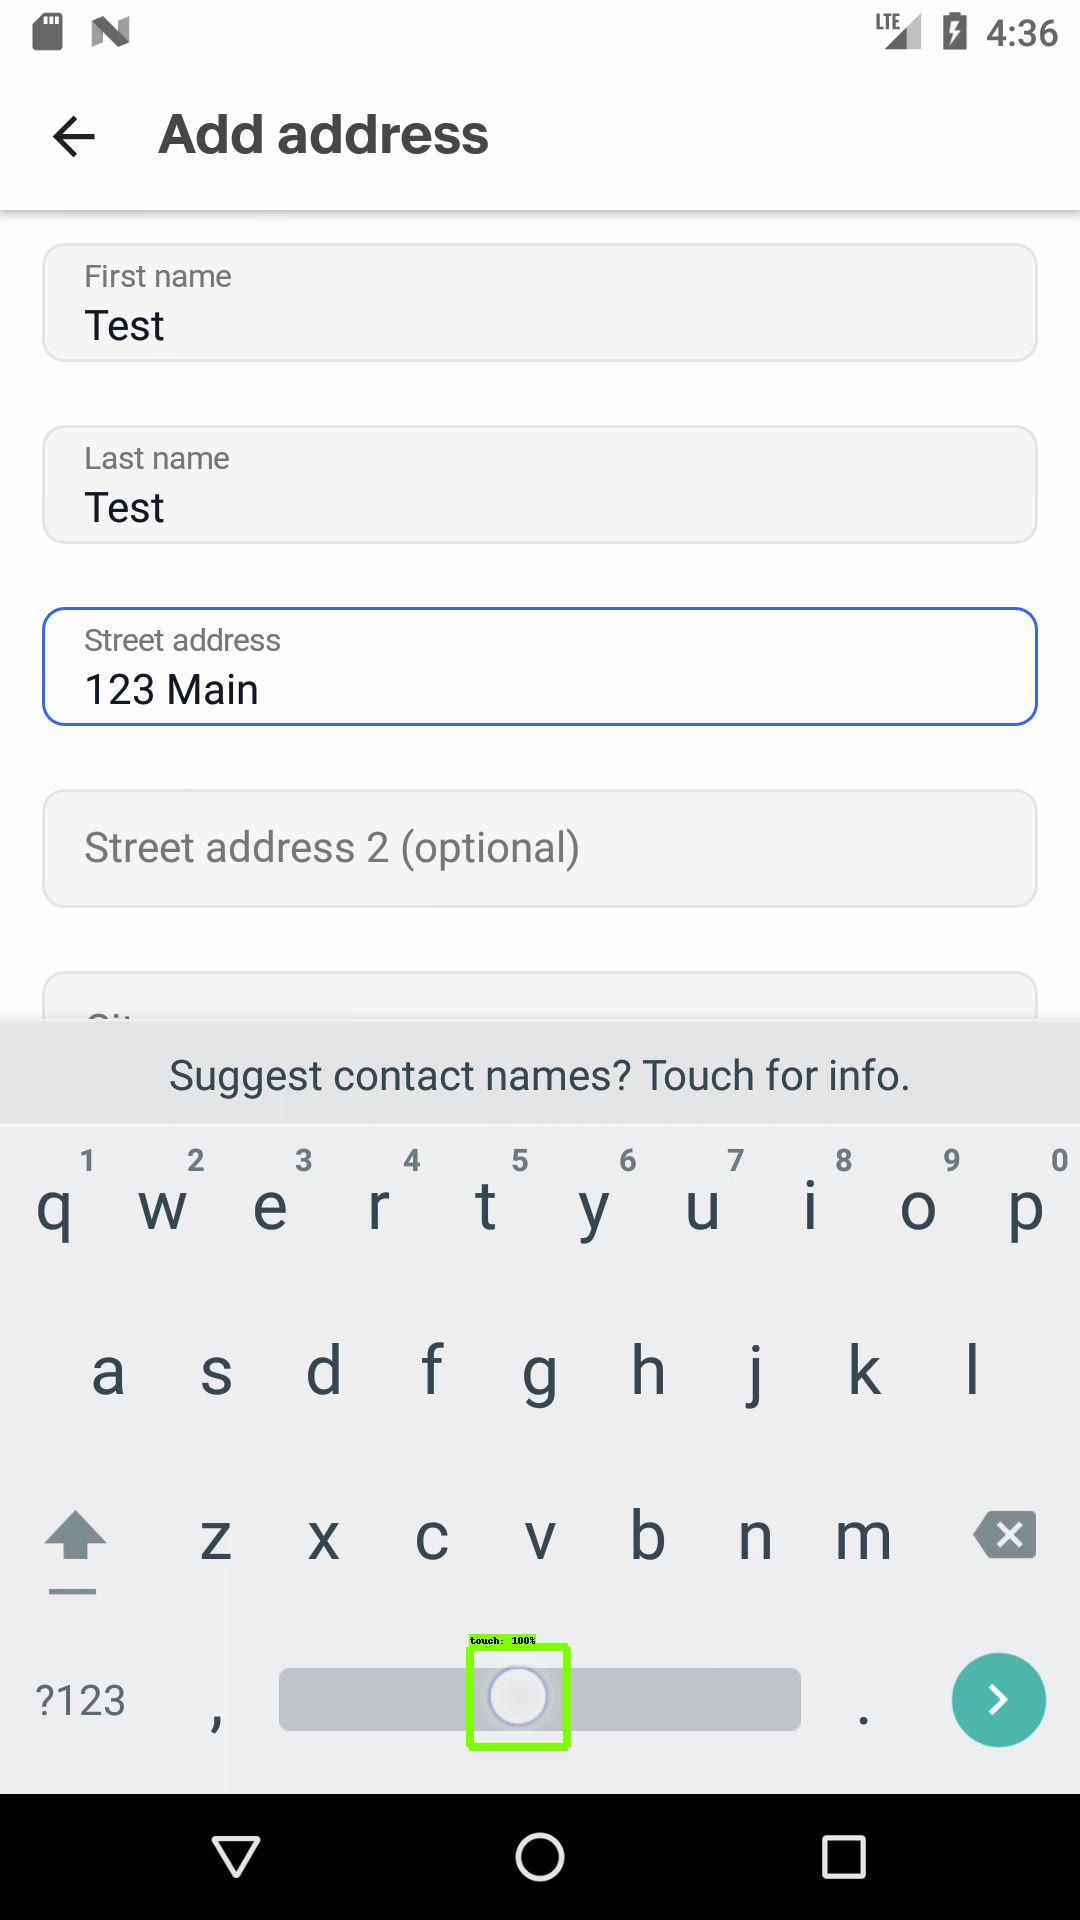 LTE 4:36
Add address
First name
Test
Last name
Test
Street address
123 Main
Street address 2 (optional)
Suggest contact names? Touch for info.
1 2 3 4 5 6 7 8 9 0
q w e r t y u i o p
a s d f g h j k l
z x c v b n m
touch: 100%
?123 , .